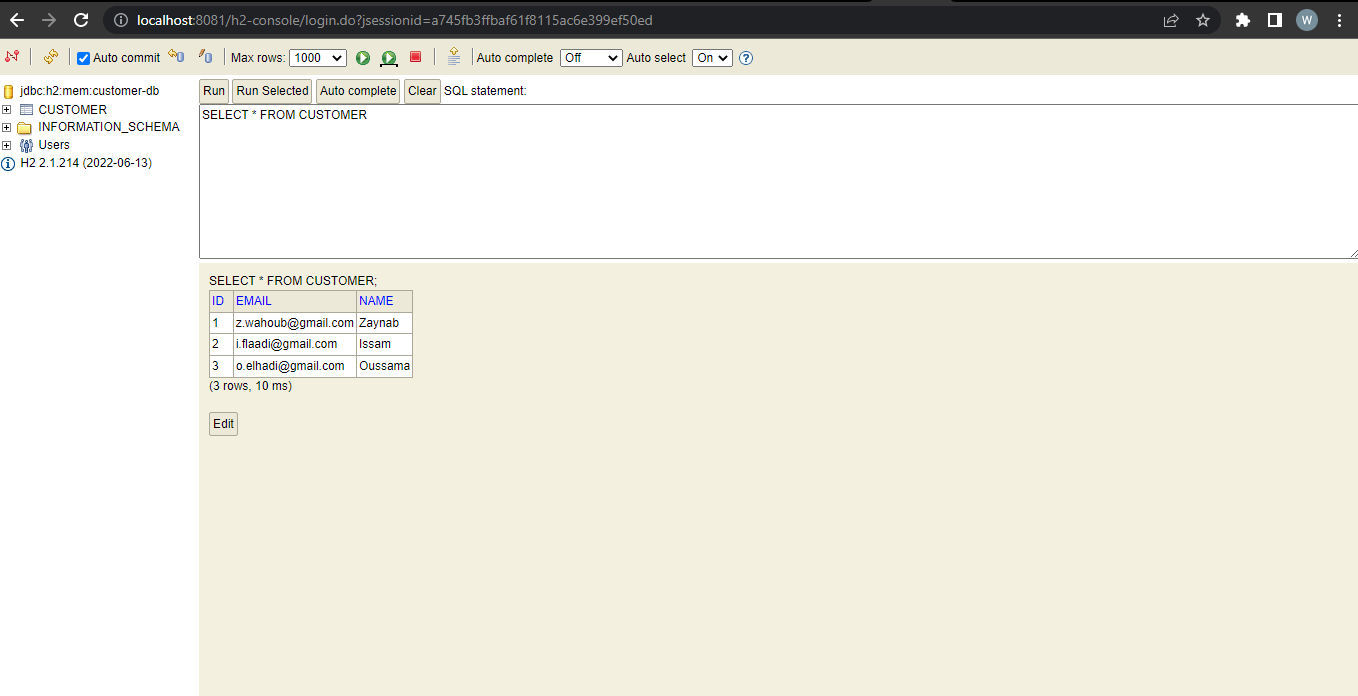 localhost:8081/h2-console/login.do?jsessionid=a745fb3ffbaf61f8115ac6e399ef50ed
W
Auto commit Max rows: 1000 Auto complete Off Auto select On ?
jdbc:h2:mem:customer-db
CUSTOMER
INFORMATION_SCHEMA
Users
H2 2.1.214 (2022-06-13)
Run Run Selected Auto complete Clear SQL statement:
SELECT * FROM CUSTOMER
SELECT * FROM CUSTOMER;
ID EMAIL NAME
1 z.wahoub@gmail.com Zaynab
2 i.flaadi@gmail.com Issam
3 o.elhadi@gmail.com Oussama
(3 rows, 10 ms)
Edit